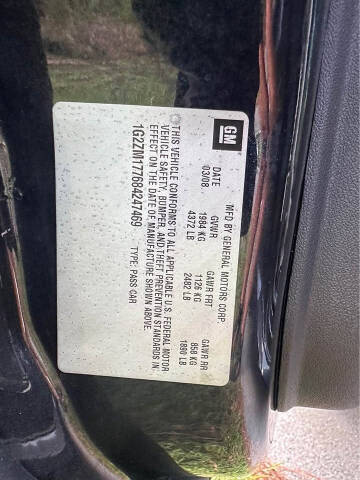 GM
MFD BY GENERAL MOTORS CORP
DATE GVWR GAWR FRT GAWR RR
03/08 1984 KG 1126 KG 858 KG
4372 LB 2482 LB 1890 LB
THIS VEHICLE CONFORMS TO ALL APPLICABLE U.S. FEDERAL MOTOR
VEHICLE SAFETY, BUMPER, AND THEFT PREVENTION STANDARDS IN
EFFECT ON THE DATE OF MANUFACTURE SHOWN ABOVE.
1G2ZM177684247469 TYPE: PASS CAR